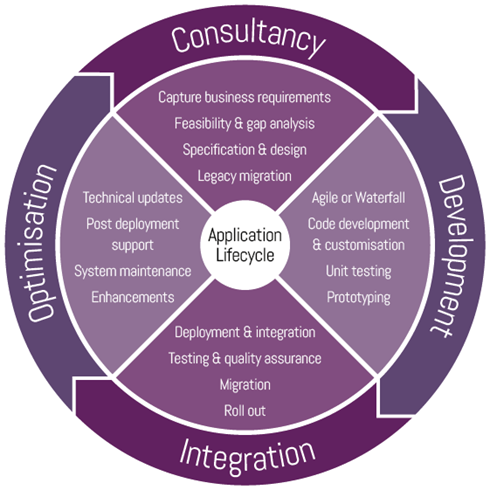 Consultancy
Capture business requirements
Feasibility & gap analysis
Specification & design
Legacy migration
Optimisation
Technical updates
Post deployment
support
System maintenance
Enhancements
Application
Lifecycle
Agile or Waterfall
Code development
& customisation
Unit testing
Prototyping
Development
Deployment & integration
Testing & quality assurance
Migration
Roll out
Integration